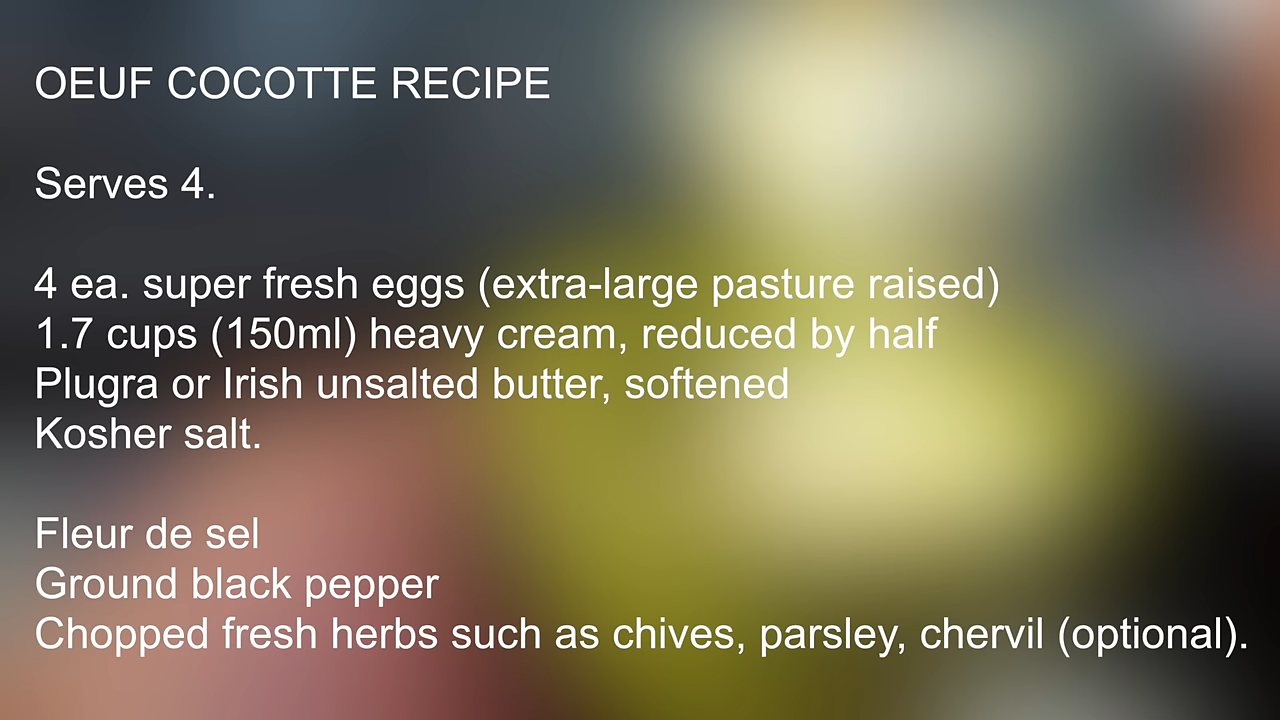 OEUF COCOTTE RECIPE
Serves 4.
4 ea. super fresh eggs (extra-large pasture raised)
1.7 cups (150ml) heavy cream, reduced by half
Plugra or Irish unsalted butter, softened
Kosher salt.
Fleur de sel
Ground black pepper
Chopped fresh herbs such as chives, parsley, chervil (optional).